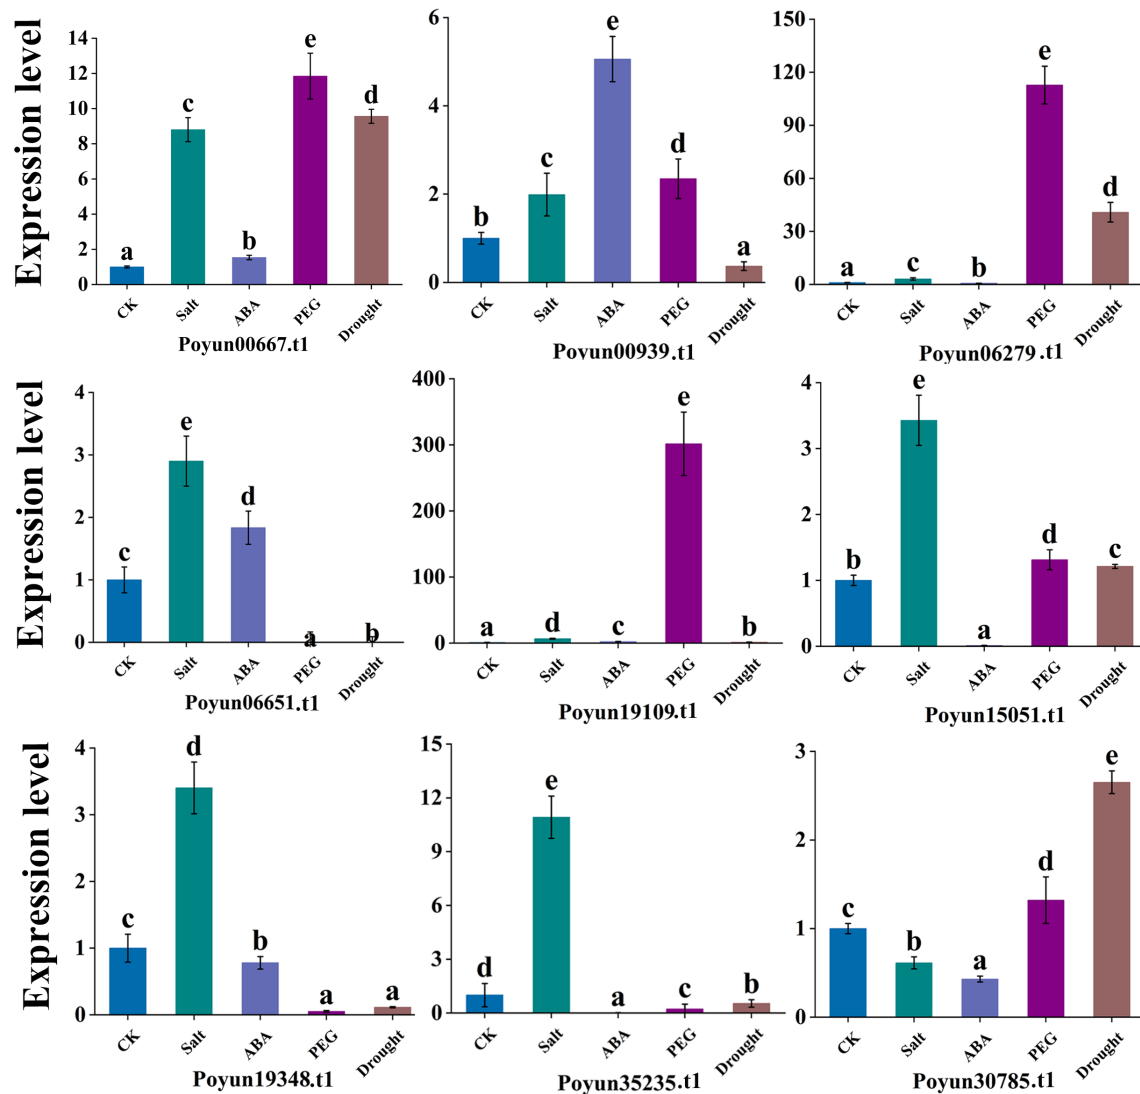 Expression level
14
12
10
8
6
4
2
0
a
c
b
e
d
CK
Salt
ABA
PEG
Drought
Poyun00667.t1
6
4
2
0
b
c
e
d
a
CK
Salt
ABA
PEG
Drought
Poyun00939.t1
150
120
90
60
30
0
a
c
b
e
d
CK
Salt
ABA
PEG
Drought
Poyun06279.t1
Expression level
4
3
2
1
0
c
e
d
a
b
CK
Salt
ABA
PEG
Drought
Poyun06651.t1
400
300
200
100
0
a
d
c
e
b
CK
Salt
ABA
PEG
Drought
Poyun19109.t1
4
3
2
1
0
b
e
a
d
c
CK
Salt
ABA
PEG
Drought
Poyun15051.t1
Expression level
4
3
2
1
0
c
d
b
a
a
CK
Salt
ABA
PEG
Drought
Poyun19348.t1
15
12
9
6
3
0
d
e
a
c
b
CK
Salt
ABA
PEG
Drought
Poyun35235.t1
3
2
1
0
c
b
a
d
e
CK
Salt
ABA
PEG
Drought
Poyun30785.t1